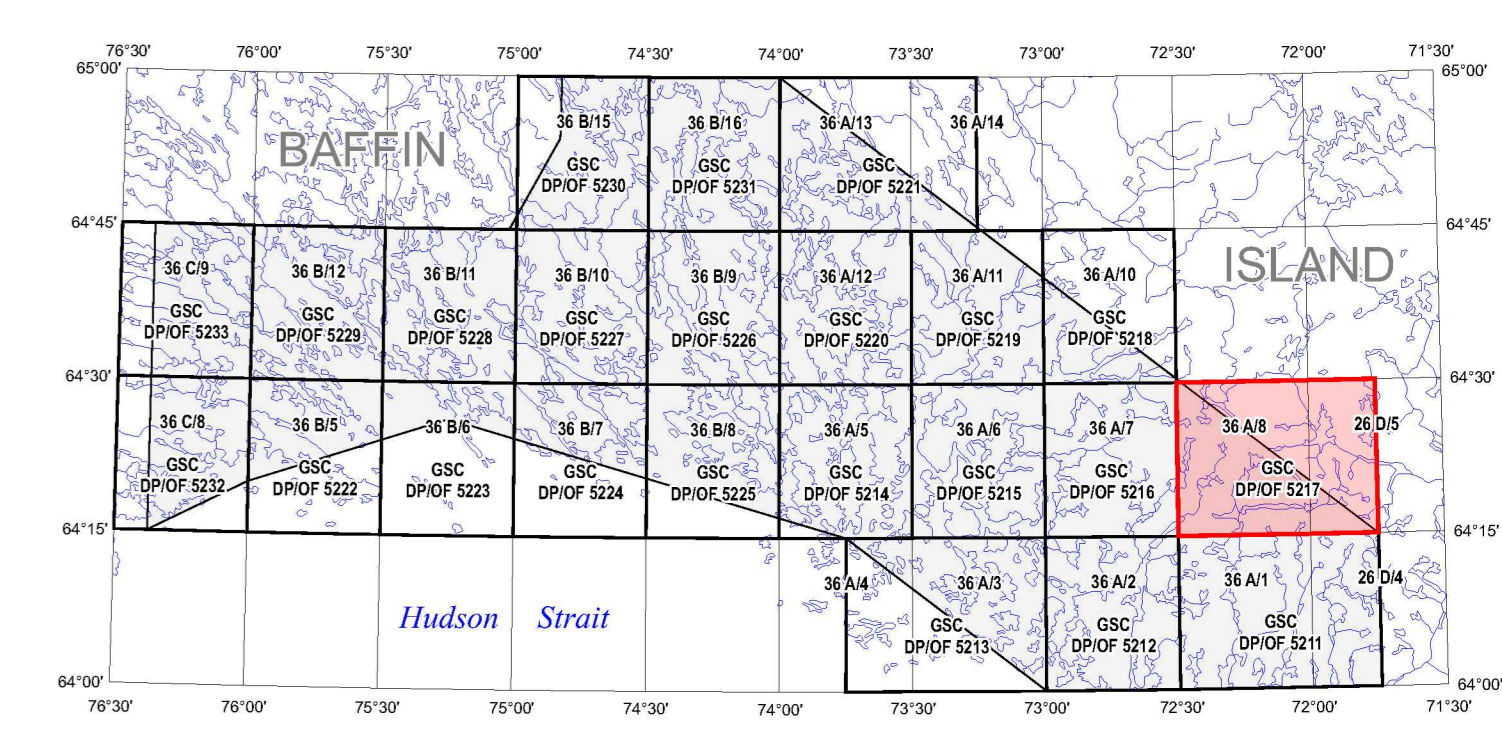 76°30' 76°00' 75°30' 75°00' 74°30' 74°00' 73°30' 73°00' 72°30' 72°00' 71°30'
65°00' 65°00'
36 B/15 36 B/16 36 A/13 36 A/14
BAFFIN
GSC GSC GSC
DP/OF 5230 DP/OF 5231 DP/OF 5221
64°45' 64°45'
36 C/9 36 B/12 36 B/11 36 B/10 36 B/9 36 A/12 36 A/11 36 A/10
ISLAND
GSC GSC GSC GSC GSC GSC GSC GSC
DP/OF 5233 DP/OF 5229 DP/OF 5228 DP/OF 5227 DP/OF 5226 DP/OF 5220 DP/OF 5219 DP/OF 5218
64°30' 64°30'
36 C/8 36 B/5 36 B/6 36 B/7 36 B/8 36 A/5 36 A/6 36 A/7 36 A/8 26 D/5
GSC GSC GSC GSC GSC GSC GSC GSC GSC
DP/OF 5232 DP/OF 5222 DP/OF 5223 DP/OF 5224 DP/OF 5225 DP/OF 5214 DP/OF 5215 DP/OF 5216 DP/OF 5217
64°15' 64°15'
36 A/4 36 A/3 36 A/2 36 A/1 26 D/4
Hudson Strait
GSC GSC GSC
DP/OF 5213 DP/OF 5212 DP/OF 5211
64°00' 64°00'
76°30' 76°00' 75°30' 75°00' 74°30' 74°00' 73°30' 73°00' 72°30' 72°00' 71°30'